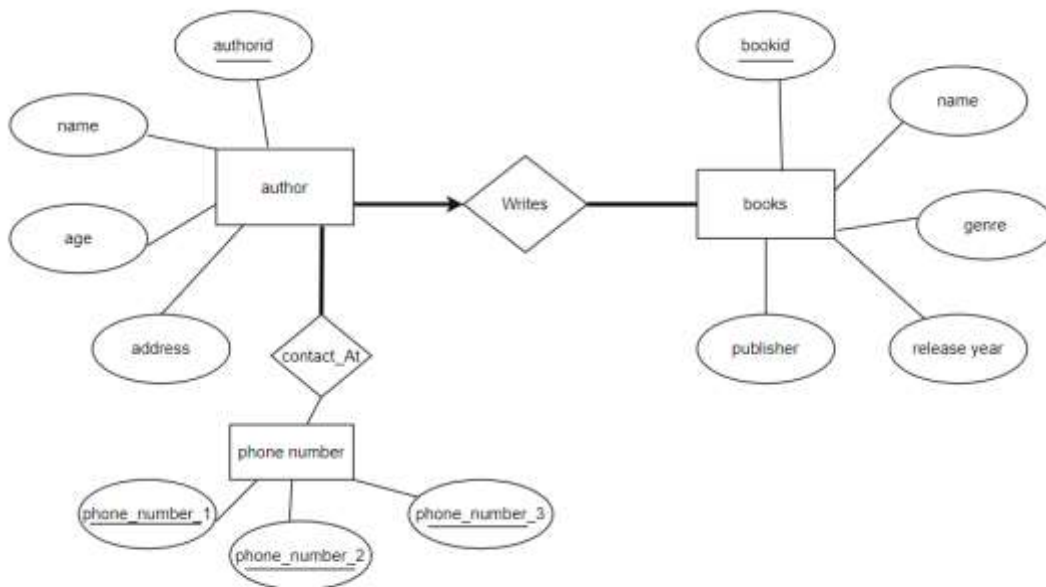 authorid
bookid
name
name
author
Writes
books
age
genre
address
contact_At
publisher
release year
phone number
phone_number_1
phone_number_3
phone_number_2